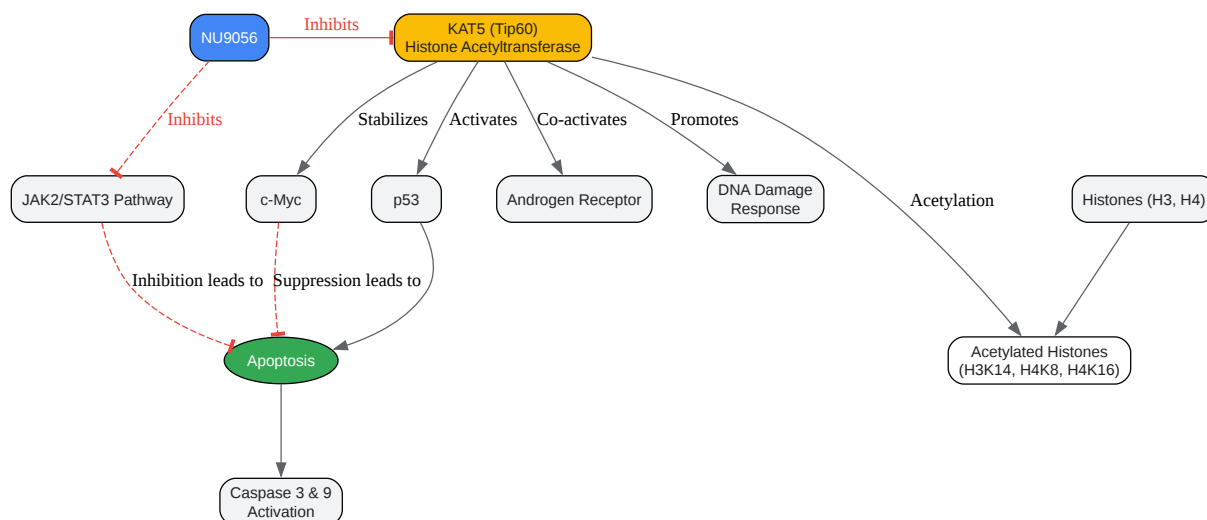 NU9056
Inhibits
KAT5 (Tip60)
Histone Acetyltransferase
Inhibits
Stabilizes
Activates
Co-activates
Promotes
JAK2/STAT3 Pathway
c-Myc
p53
Androgen Receptor
DNA Damage
Response
Acetylation
Histones (H3, H4)
Inhibition leads to
Suppression leads to
Apoptosis
Acetylated Histones
(H3K14, H4K8, H4K16)
Caspase 3 & 9
Activation